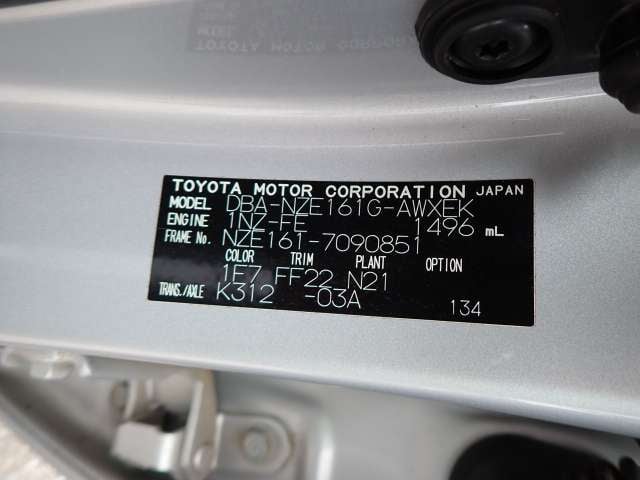 TOYOTA MOTOR CORPORATION JAPAN
MODEL DBA-NZE161G-AWXEK
ENGINE 1NZ-FE 1496 mL
FRAME No. NZE161-7090851
COLOR TRIM PLANT OPTION
1E7 FF22 N21
TRANS./AXLE K312 -03A 134